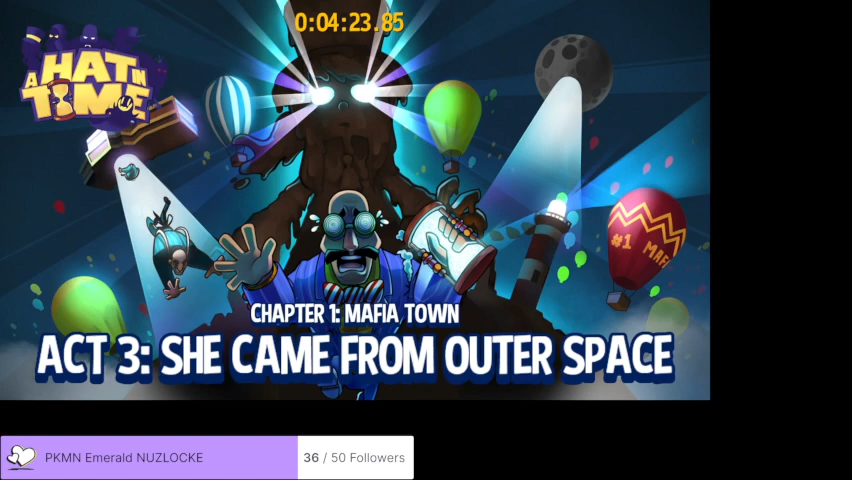 0:04:23.85
A HAT IN TIME
#1 MAFI
CHAPTER 1: MAFIA TOWN
ACT 3: SHE CAME FROM OUTER SPACE
PKMN Emerald NUZLOCKE
36 / 50 Followers